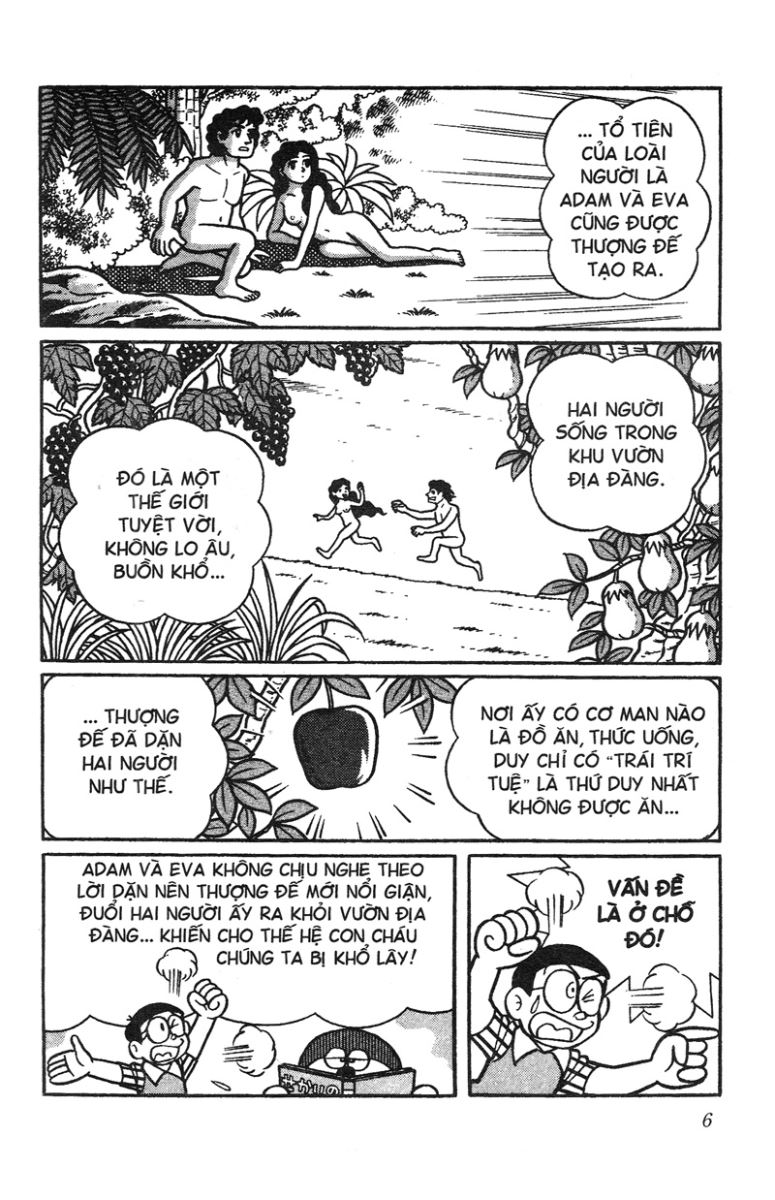 ... TỔ TIÊN
CỦA LOÀI
NGƯỜI LÀ
ADAM VÀ EVA
CŨNG ĐƯỢC
THƯỢNG ĐẾ
TẠO RA.
HAI NGƯỜI
SỐNG TRONG
KHU VƯỜN
ĐỊA ĐÀNG.
ĐÓ LÀ MỘT
THẾ GIỚI
TUYỆT VỜI,
KHÔNG LO ÂU,
BUỒN KHỔ...
... THƯỢNG
ĐẾ ĐÃ DẶN
HAI NGƯỜI
NHƯ THẾ.
NƠI ẤY CÓ CƠ MAN NÀO
LÀ ĐỒ ĂN, THỨC UỐNG,
DUY CHỈ CÓ “TRÁI TRÍ
TUỆ” LÀ THỨ DUY NHẤT
KHÔNG ĐƯỢC ĂN...
ADAM VÀ EVA KHÔNG CHỊU NGHE THEO
LỜI DẶN NÊN THƯỢNG ĐẾ MỚI NỔI GIẬN,
ĐUỔI HAI NGƯỜI ẤY RA KHỎI VƯỜN ĐỊA
ĐÀNG... KHIẾN CHO THẾ HỆ CON CHÁU
CHÚNG TA BỊ KHỔ LÂY!
VẤN ĐỀ
LÀ Ở CHỖ
ĐÓ!
6